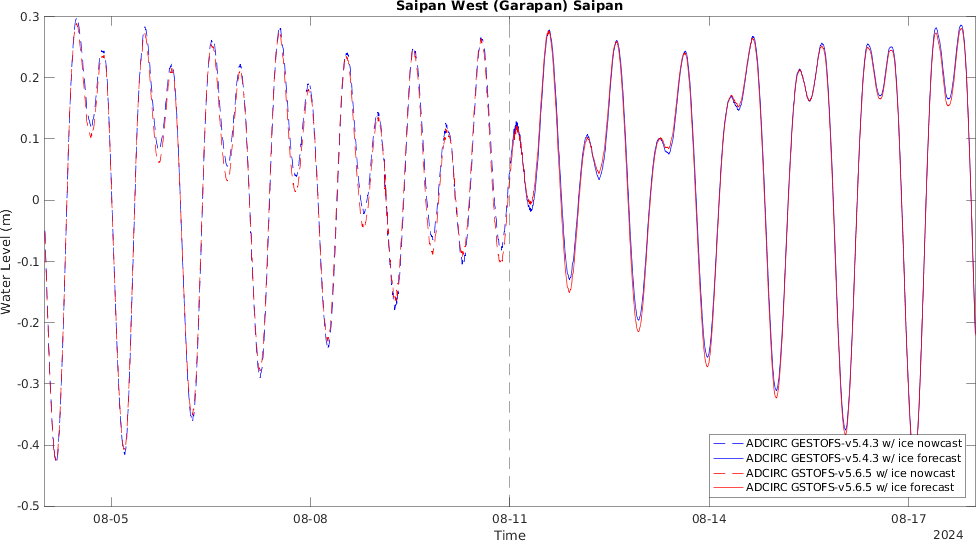 Saipan West (Garapan) Saipan
0.3
0.2
0.1
0
-0.1
-0.2
-0.3
-0.4
-0.5
Water Level (m)
ADCIRC GESTOFS-v5.4.3 w/ ice nowcast
ADCIRC GESTOFS-v5.4.3 w/ ice forecast
ADCIRC GSTOFS-v5.6.5 w/ ice nowcast
ADCIRC GSTOFS-v5.6.5 w/ ice forecast
08-05 08-08 08-11 08-14 08-17
Time
2024